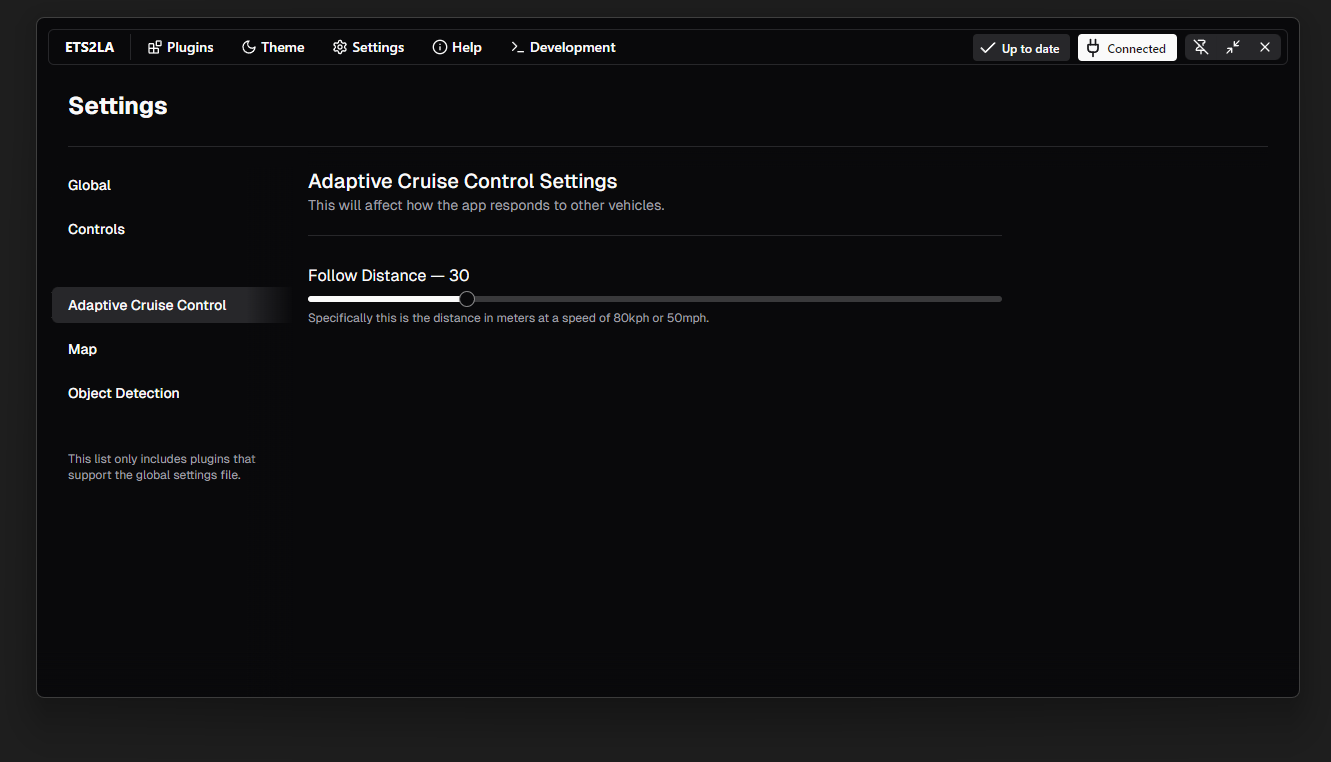 ETS2LA Plugins Theme Settings Help Development Up to date Connected
Settings
Global
Controls
Adaptive Cruise Control
Map
Object Detection
This list only includes plugins that
support the global settings file.
Adaptive Cruise Control Settings
This will affect how the app responds to other vehicles.
Follow Distance — 30
Specifically this is the distance in meters at a speed of 80kph or 50mph.